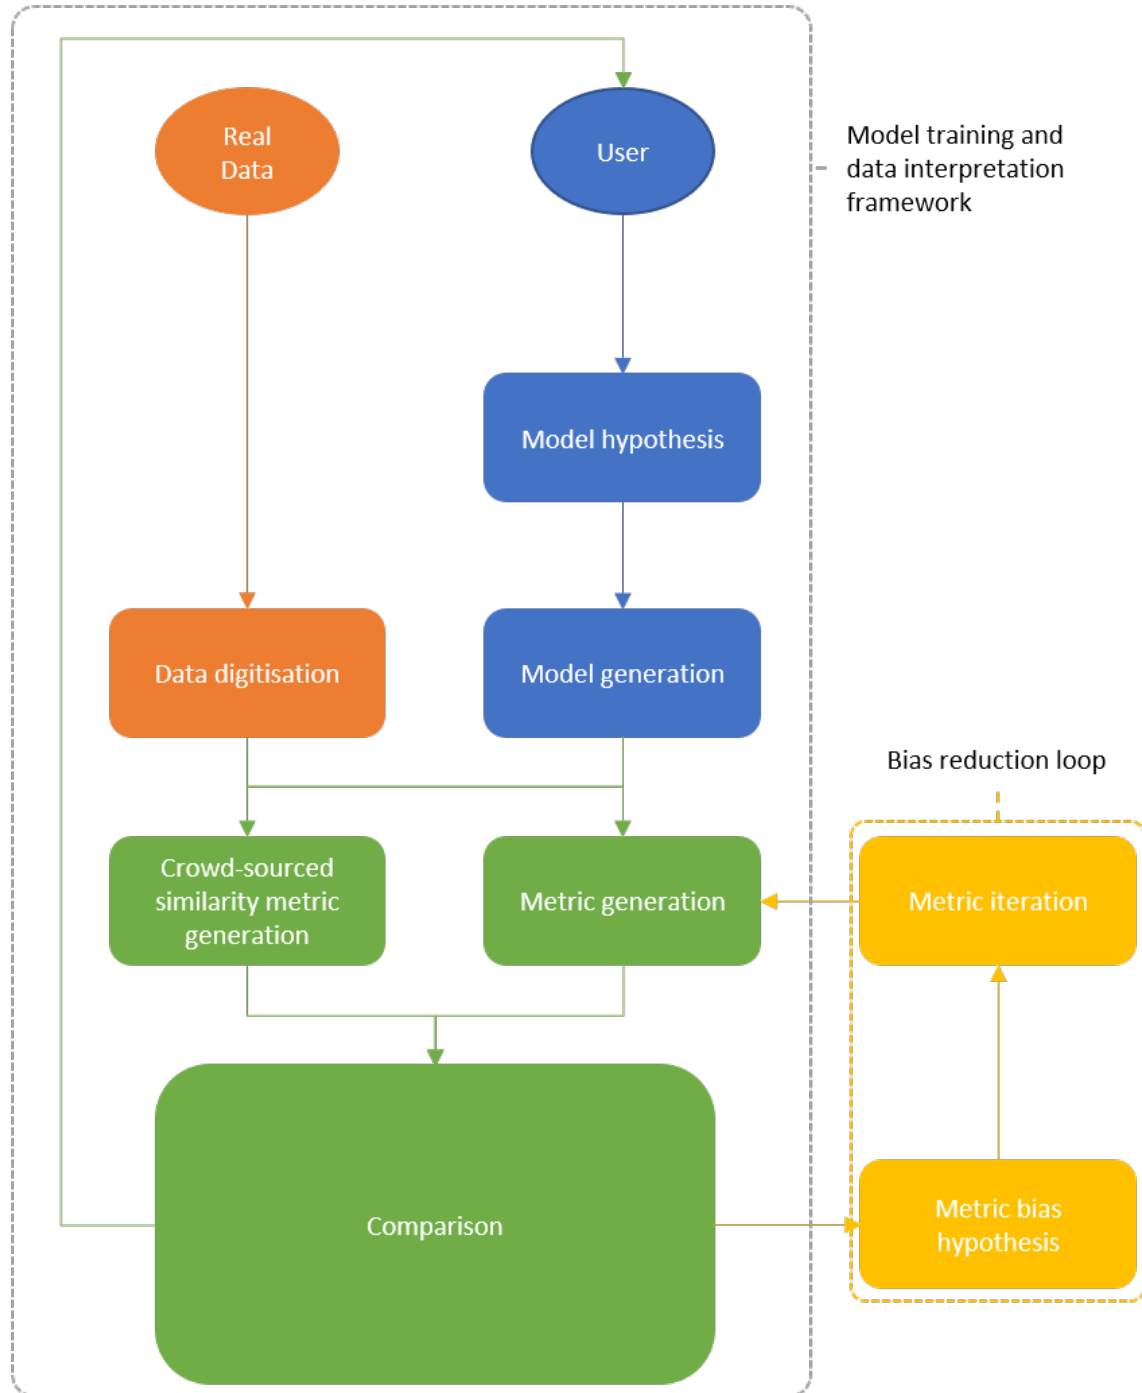 Real
Data
User
Model training and
data interpretation
framework
Model hypothesis
Data digitisation
Model generation
Bias reduction loop
Crowd-sourced
similarity metric
generation
Metric generation
Metric iteration
Comparison
Metric bias
hypothesis